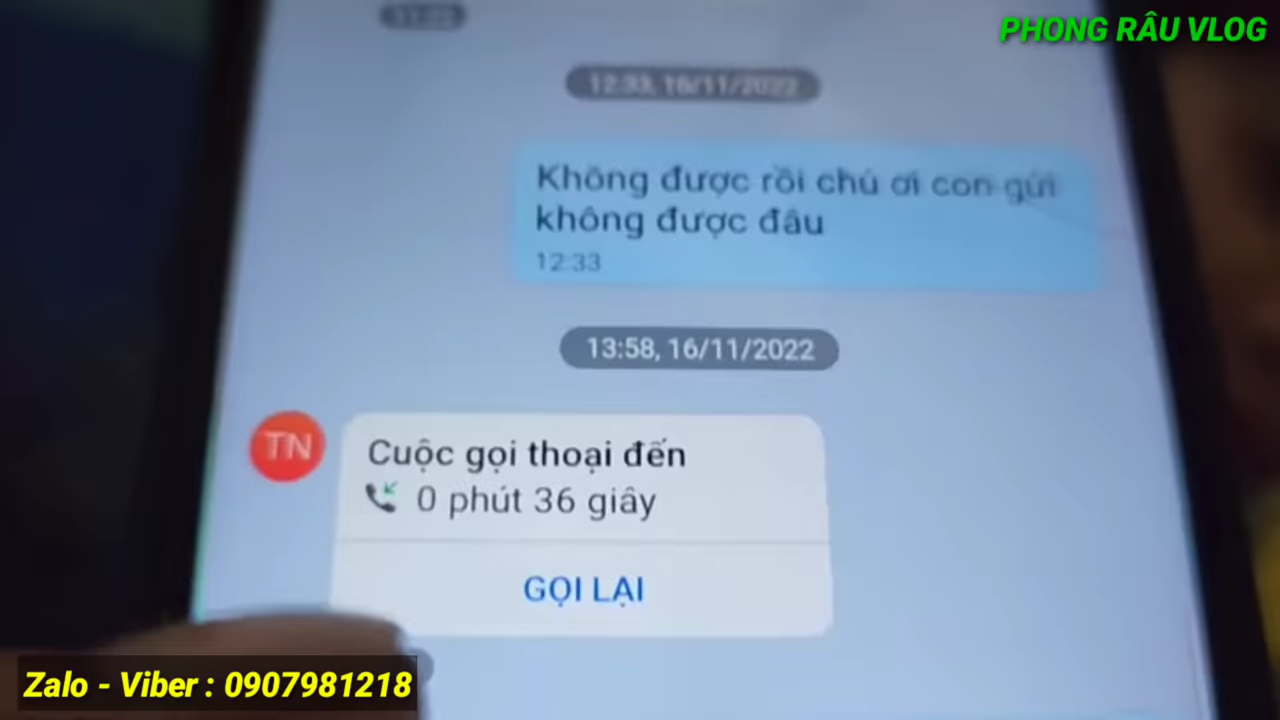 PHONG RÂU VLOG
12:33, 16/11/2022
Không được rồi chú ơi con gửi
không được đâu
12:33
13:58, 16/11/2022
TN
Cuộc gọi thoại đến
0 phút 36 giây
GỌI LẠI
Zalo - Viber : 0907981218